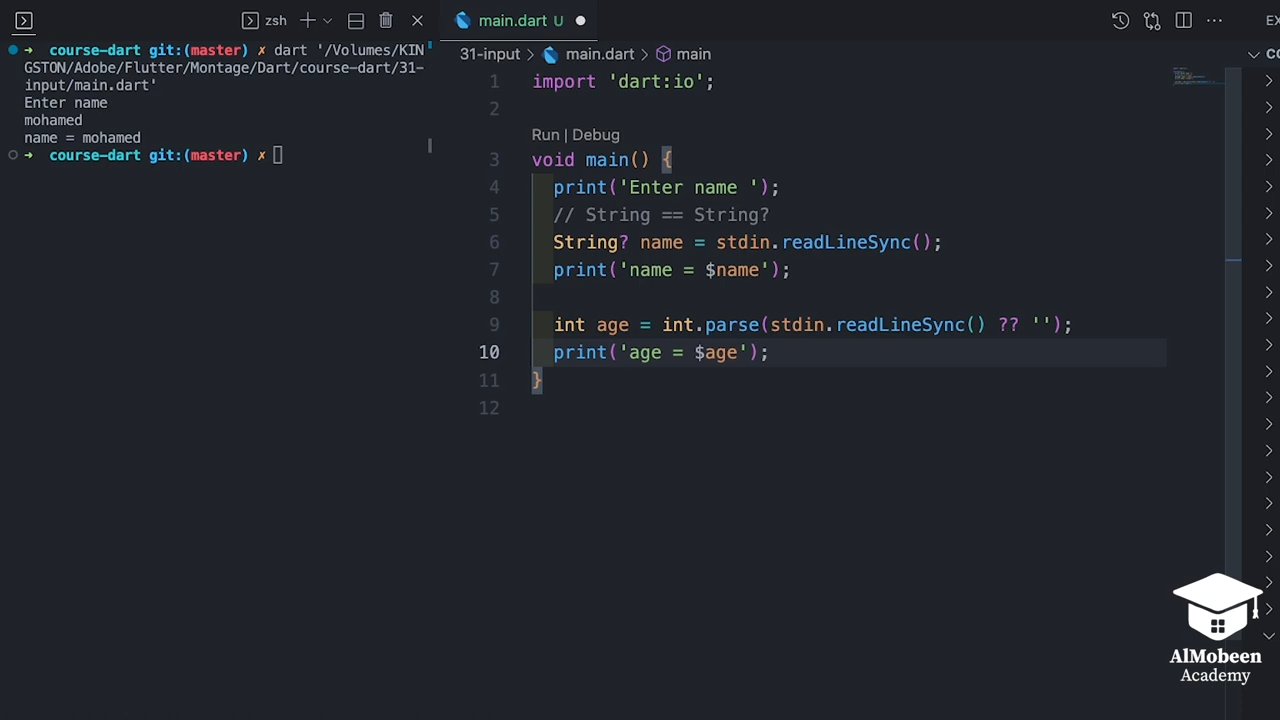 zsh
course-dart git:(master) ✗ dart '/Volumes/KIN
GSTON/Adobe/Flutter/Montage/Dart/course-dart/31-
input/main.dart'
Enter name
mohamed
name = mohamed
course-dart git:(master) ✗
main.dart U
31-input > main.dart > main
1 import 'dart:io';
2
Run | Debug
3 void main() {
4 print('Enter name ');
5 // String == String?
6 String? name = stdin.readLineSync();
7 print('name = $name');
8
9 int age = int.parse(stdin.readLineSync() ?? '');
10 print('age = $age');
11 }
12
EX
CO
AlMobeen
Academy